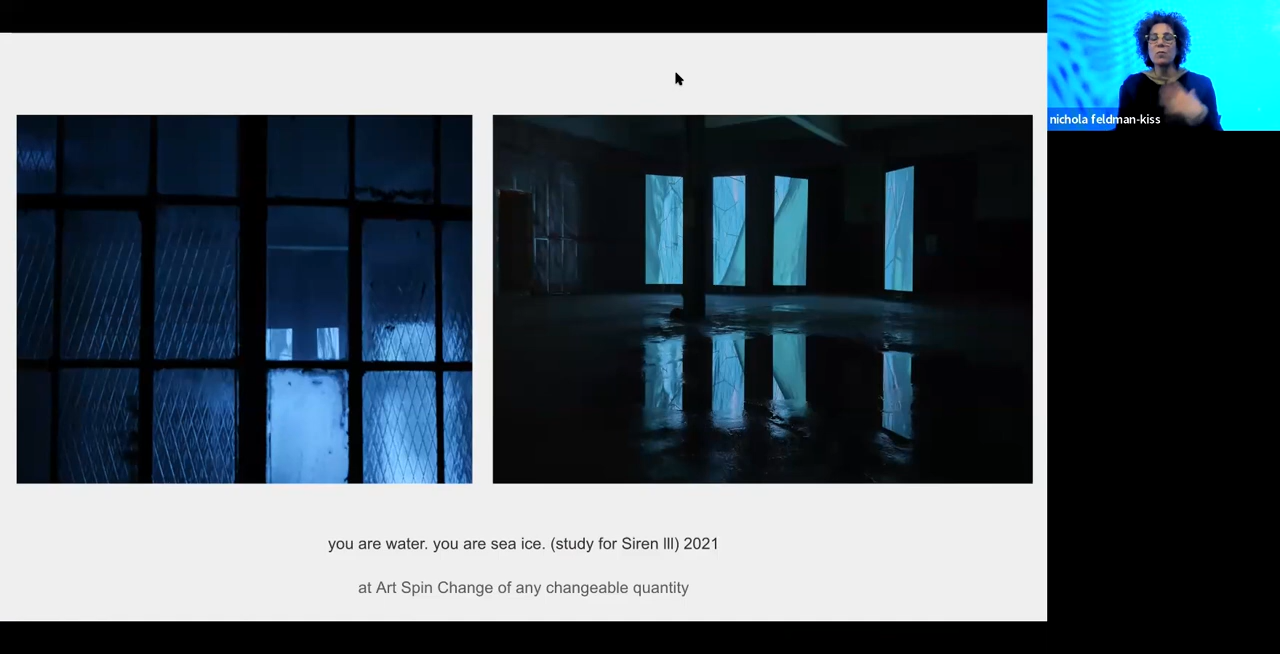 nichola feldman-kiss
you are water. you are sea ice. (study for Siren lll) 2021
at Art Spin Change of any changeable quantity